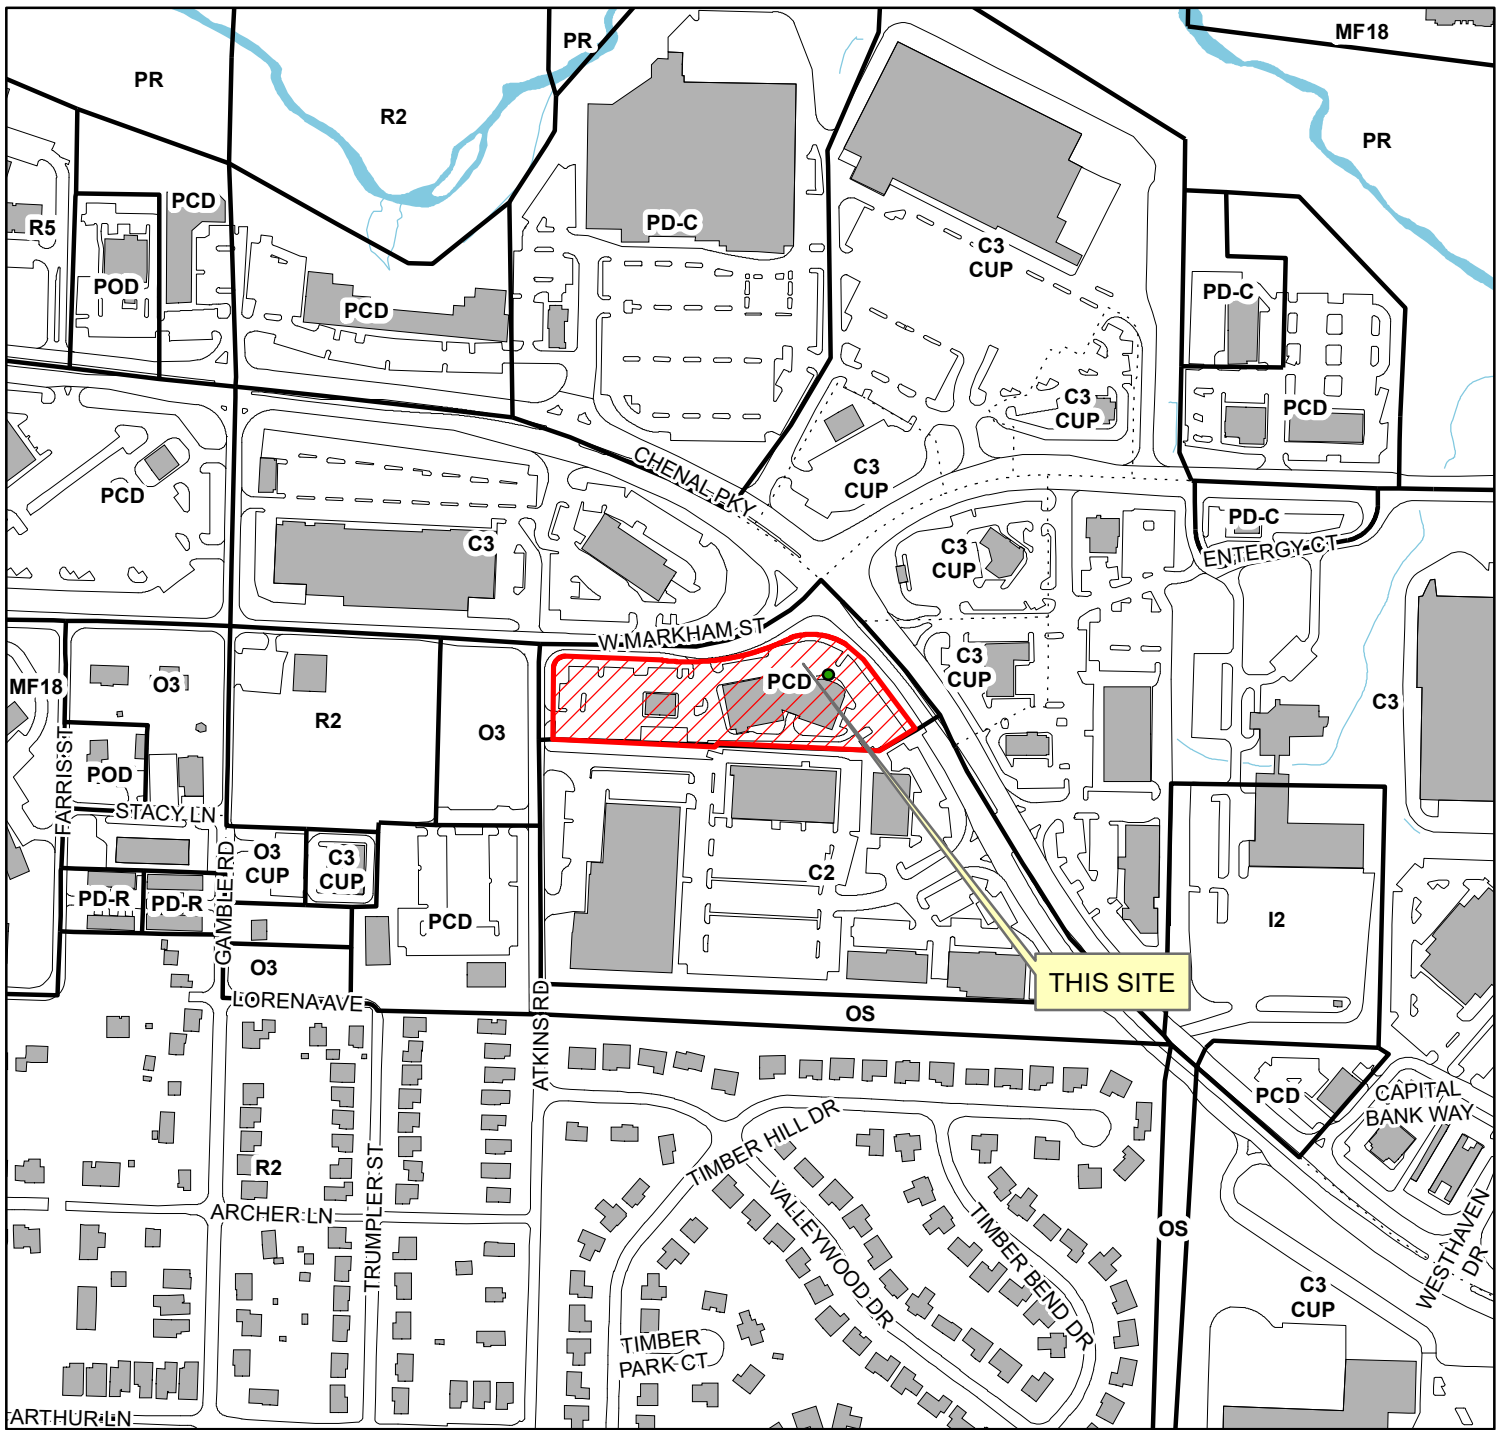 MF18
PR
PR
R2
PR
PCD
R5
PD-C
C3
CUP
POD
PCD
PD-C
C3
CUP
PCD
CHENAL PKY
C3
CUP
PCD
PD-C
C3
C3
CUP
ENTERGY CT
W MARKHAM ST
C3
CUP
MF18
O3
PCD
R2
O3
C3
FARRIS ST
POD
STACY LN
GAMBLE RD
O3
CUP
C3
CUP
C2
PD-R
PD-R
PCD
I2
O3
LORENA AVE
ATKINS RD
THIS SITE
OS
PCD
CAPITAL
BANK WAY
TIMBER HILL DR
R2
TRUMPLER ST
ARCHER LN
VALLEYWOOD DR
TIMBER BEND DR
OS
WESTHAVEN
DR
C3
CUP
TIMBER
PARK CT
ARTHUR LN